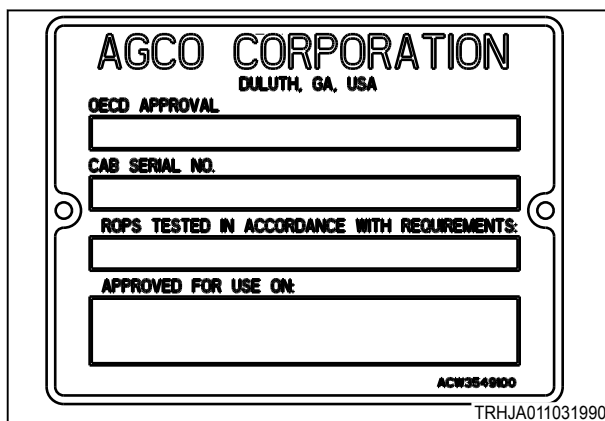 AGCO CORPORATION
DULUTH, GA, USA
OECD APPROVAL
CAB SERIAL NO.
ROPS TESTED IN ACCORDANCE WITH REQUIREMENTS:
APPROVED FOR USE ON:
ACW3549100
TRHJA011031990